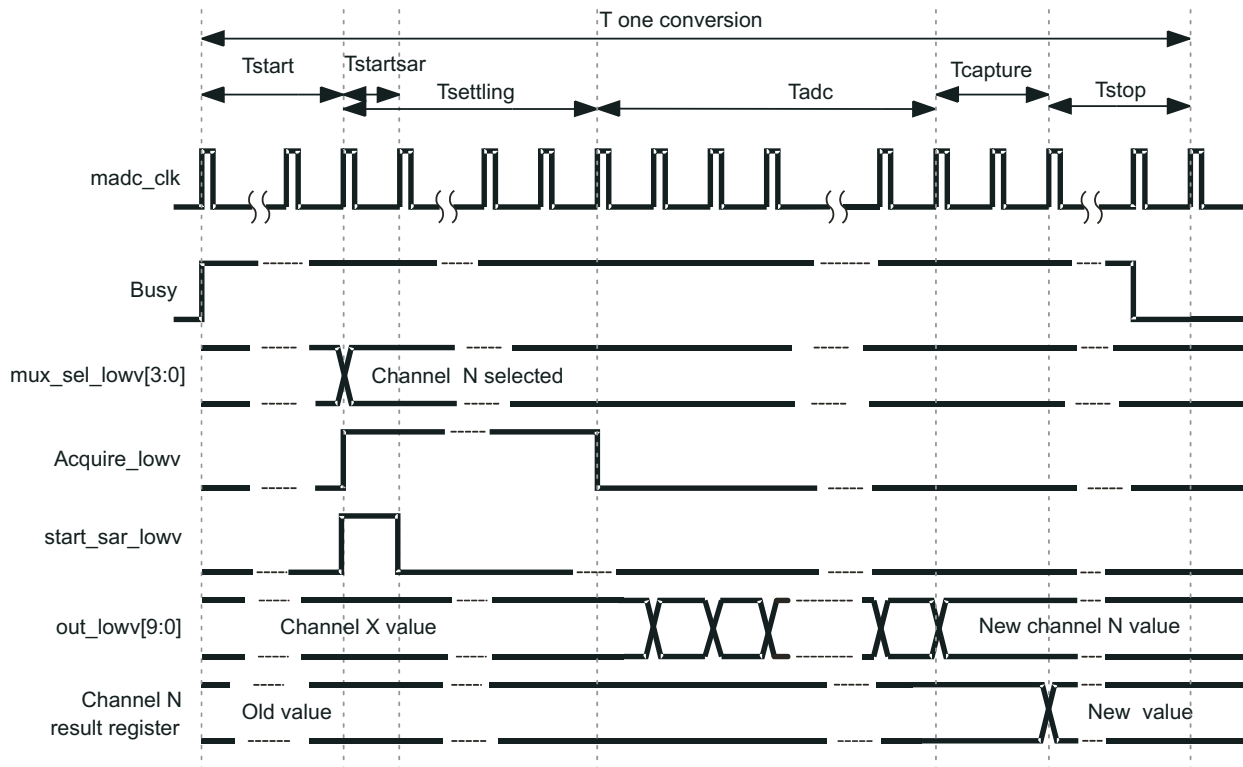 T one conversion
Tstart
Tstartsar
Tsettling
Tadc
Tcapture
Tstop
madc_clk
Busy
mux_sel_lowv[3:0]
Channel N selected
Acquire_lowv
start_sar_lowv
out_lowv[9:0]
Channel X value
New channel N value
Channel N
result register
Old value
New value